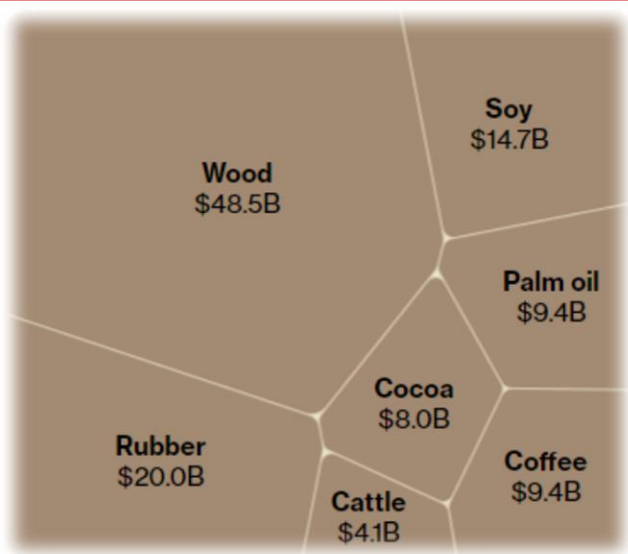 Soy
$14.7B
Wood
$48.5B
Palm oil
$9.4B
Cocoa
$8.0B
Rubber
$20.0B
Coffee
$9.4B
Cattle
$4.1B